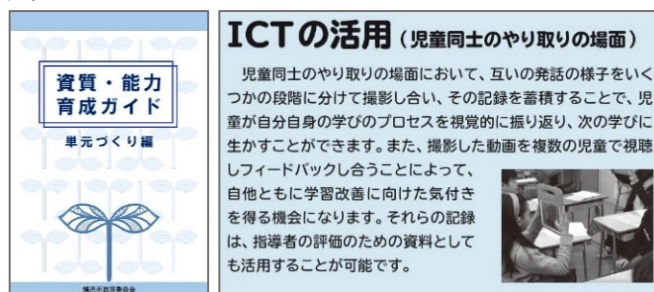 資質・能力
育成ガイド
単元づくり編
横浜市教育委員会
ICTの活用（児童同士のやり取りの場面）
児童同士のやり取りの場面において、互いの発話の様子をいく
つかの段階に分けて撮影し合い、その記録を蓄積することで、児
童が自分自身の学びのプロセスを視覚的に振り返り、次の学びに
生かすことができます。また、撮影した動画を複数の児童で視聴
しフィードバックし合うことによって、
自他ともに学習改善に向けた気付き
を得る機会になります。それらの記録
は、指導者の評価のための資料として
も活用することが可能です。